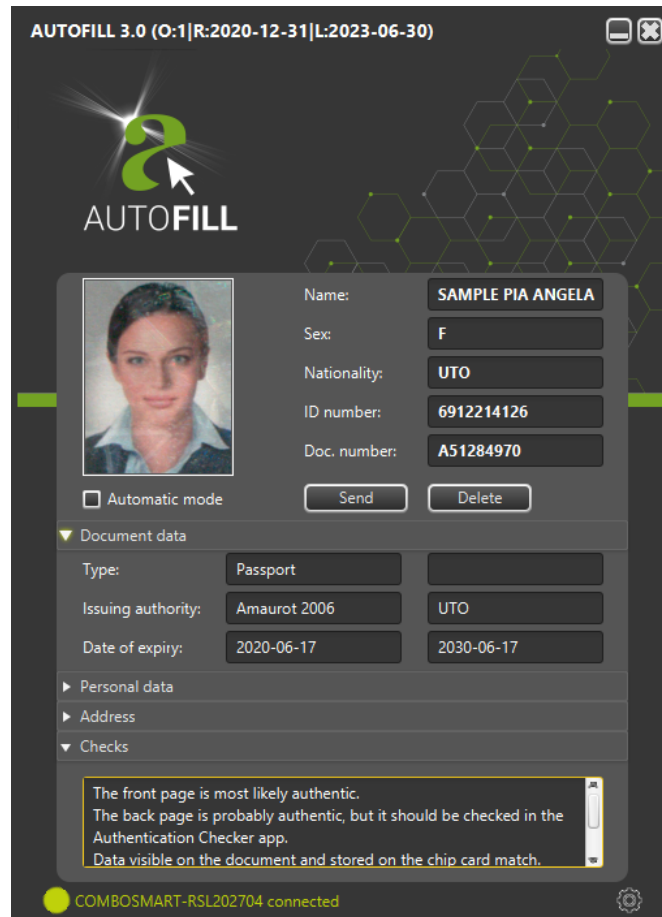 AUTOFILL 3.0 (O:1|R:2020-12-31|L:2023-06-30)
a
AUTOFILL
Name: SAMPLE PIA ANGELA
Sex: F
Nationality: UTO
ID number: 6912214126
Doc. number: A51284970
Automatic mode Send Delete
Document data
Type: Passport
Issuing authority: Amaurot 2006 UTO
Date of expiry: 2020-06-17 2030-06-17
Personal data
Address
Checks
The front page is most likely authentic.
The back page is probably authentic, but it should be checked in the
Authentication Checker app.
Data visible on the document and stored on the chip card match.
COMBOSMART-RSL202704 connected